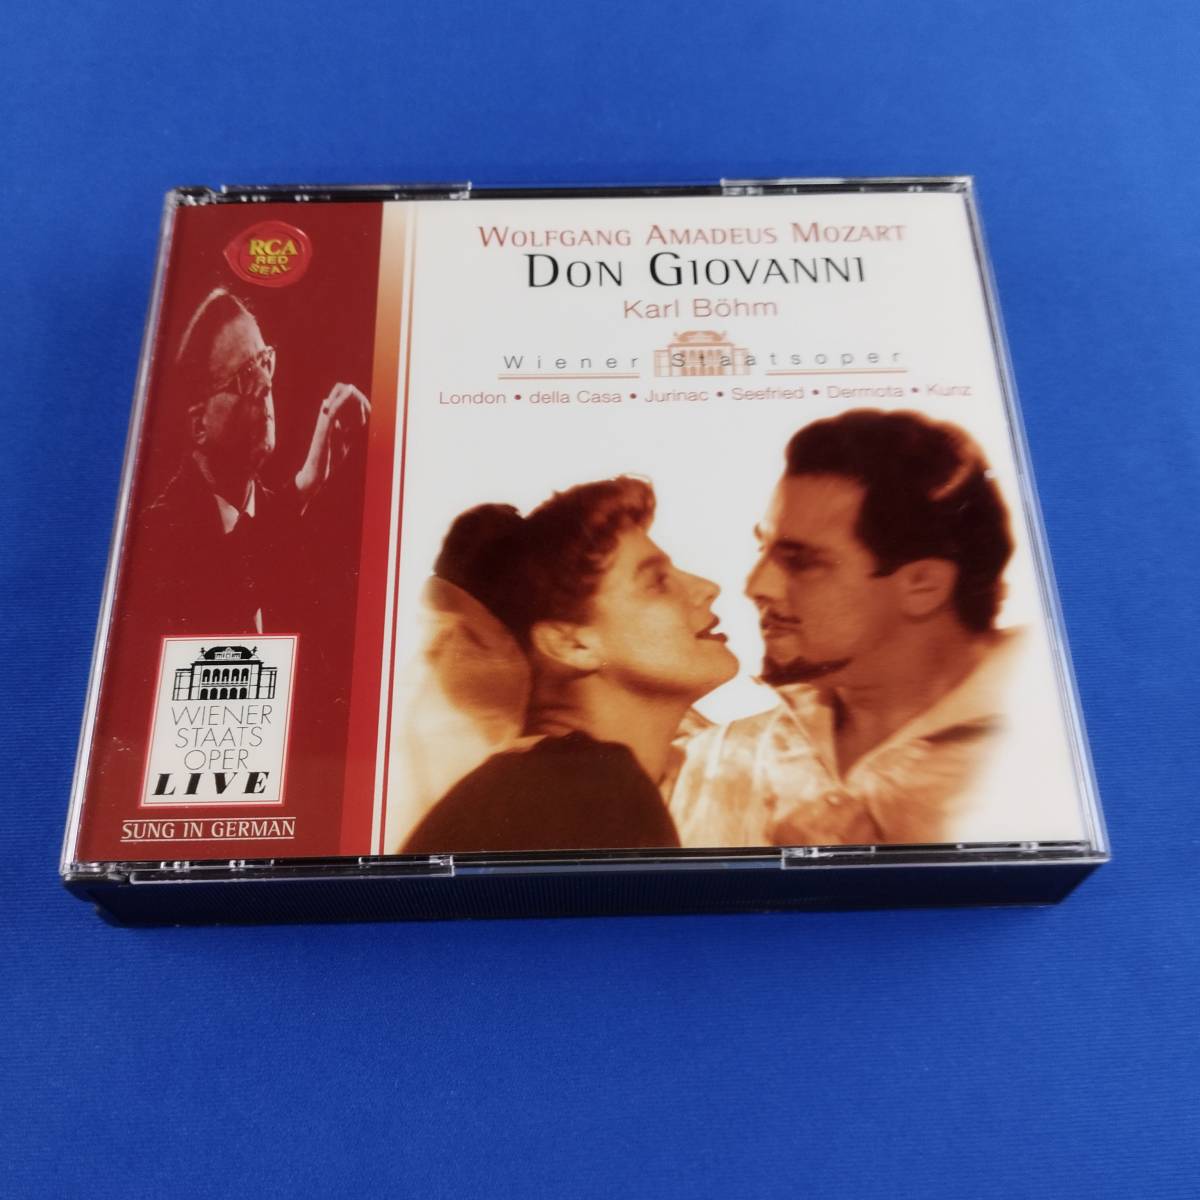 RCA
RED
SEAL
WOLFGANG AMADEUS MOZART
DON GIOVANNI
Karl Böhm
Wiener Staatsoper
London • della Casa • Jurinac • Seefried • Dermota • Kunz
WIENER
STAATS
OPER
LIVE
SUNG IN GERMAN